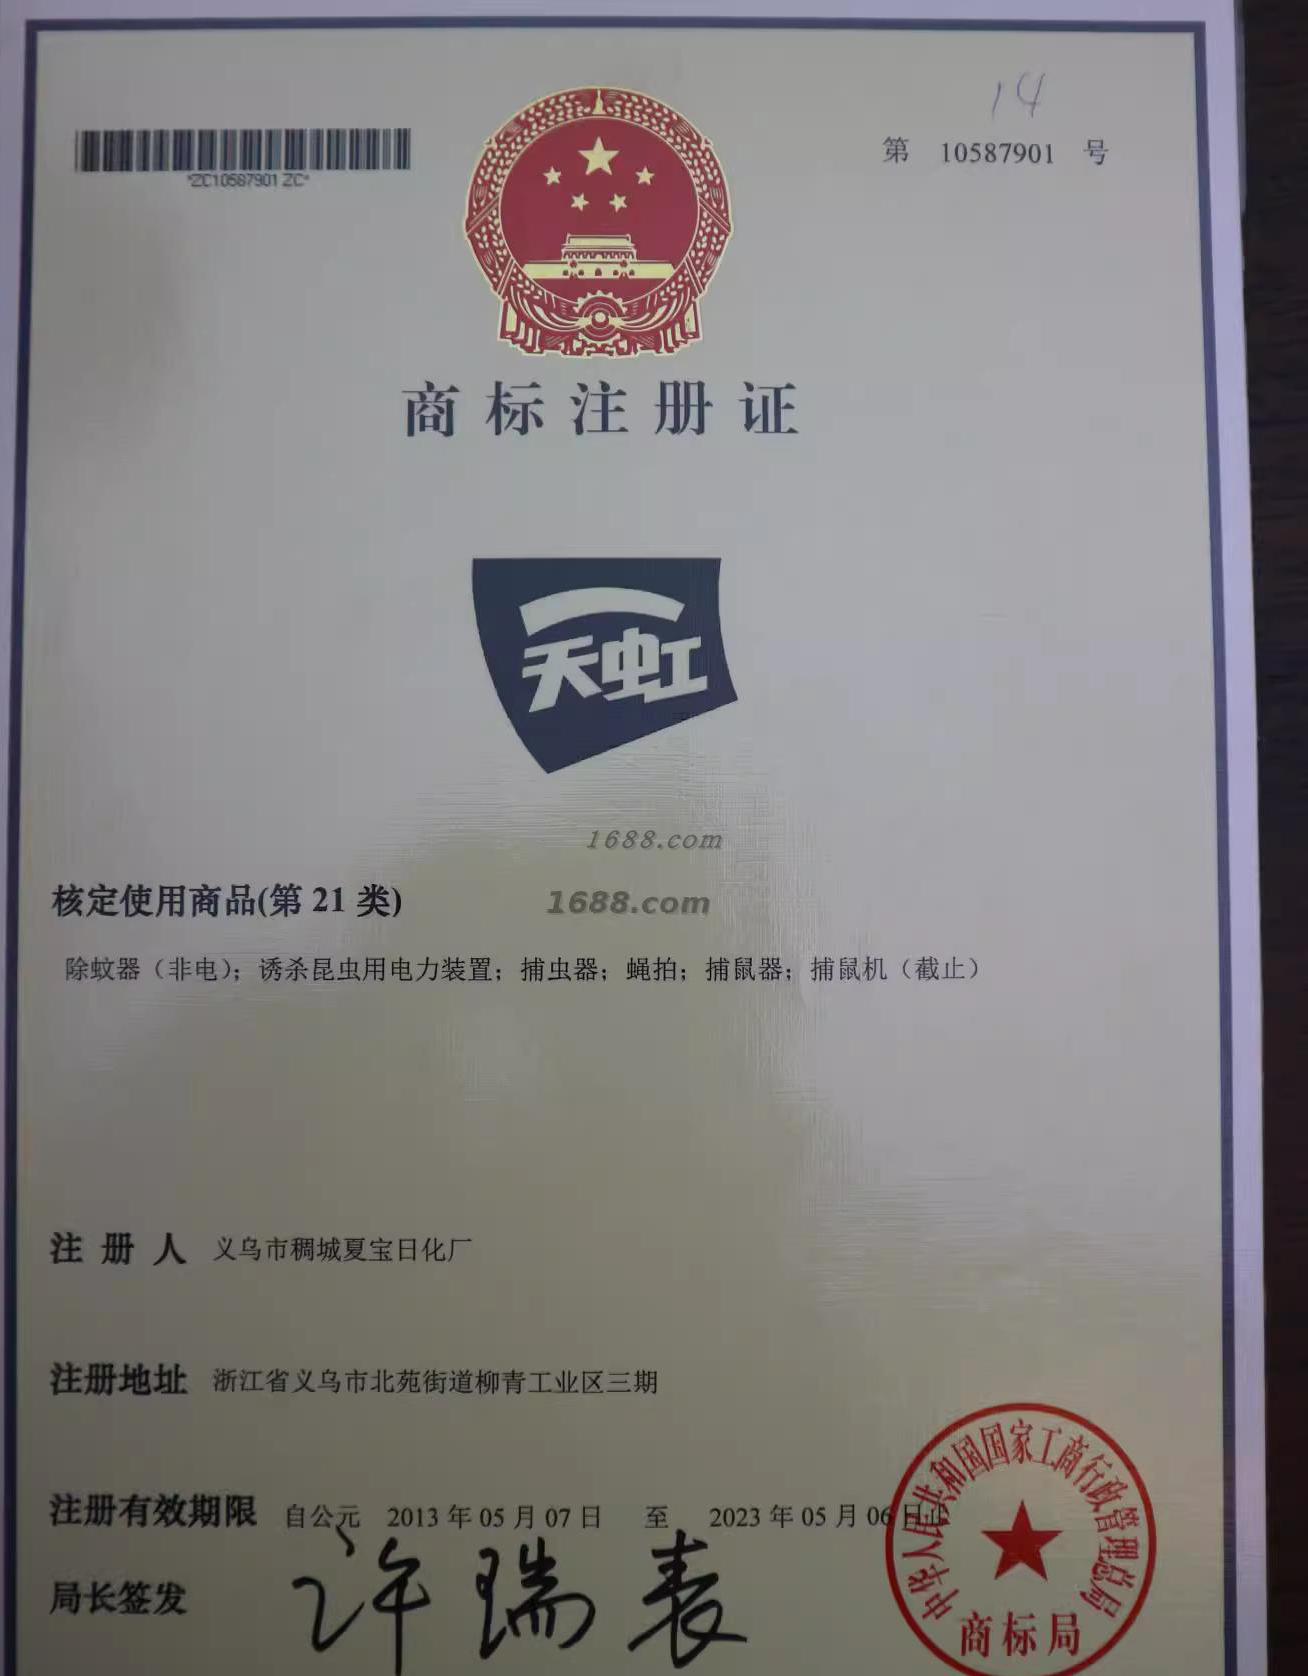 14
第 10587901 号
*ZC10587901 ZC*
商标注册证
天虹
1688.com
核定使用商品(第 21 类)
1688.com
除蚊器（非电）；诱杀昆虫用电力装置；捕虫器；蝇拍；捕鼠器；捕鼠机（截止）
注册人 义乌市稠城夏宝日化厂
注册地址 浙江省义乌市北苑街道柳青工业区三期
注册有效期限 自公元 2013 年 05 月 07 日 至 2023 年 05 月 06 日止
局长签发 许瑞表
中华人民共和国国家工商行政管理总局
商标局